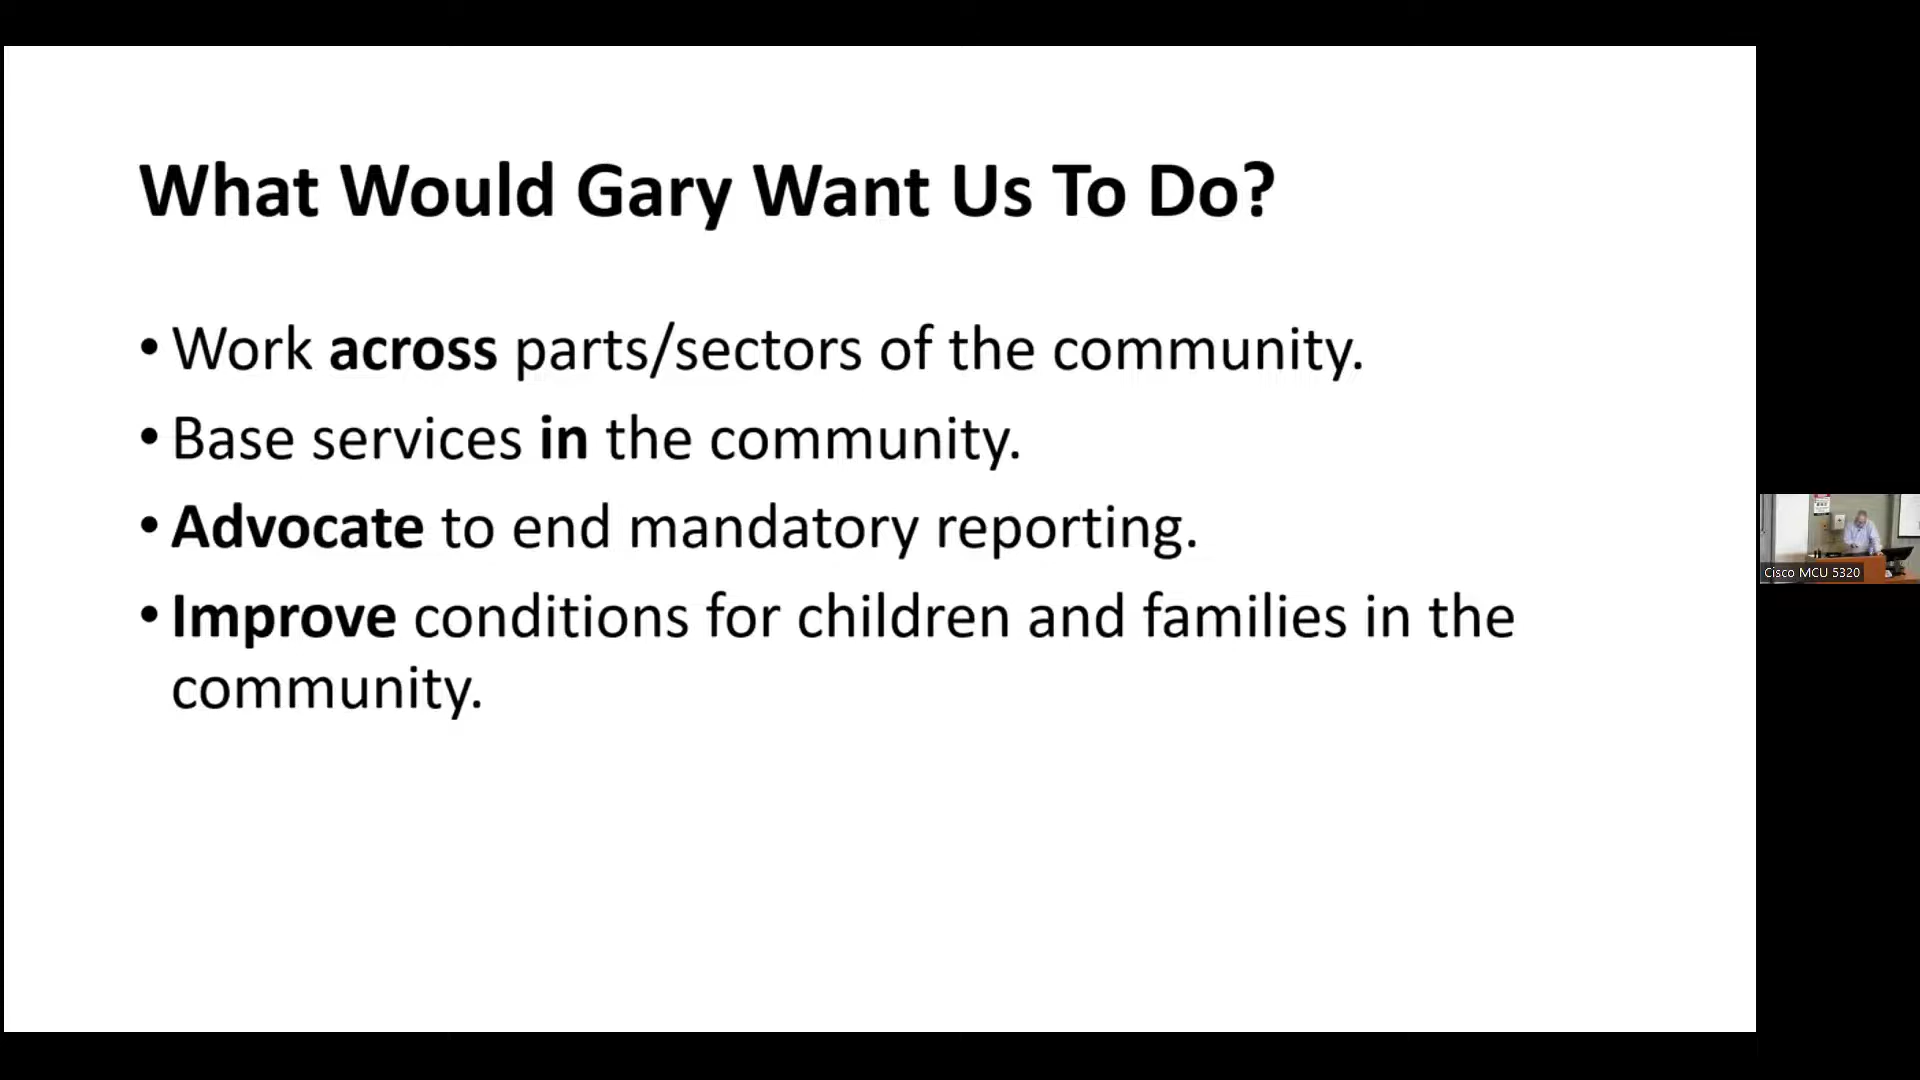 What Would Gary Want Us To Do?
• Work across parts/sectors of the community.
• Base services in the community.
• Advocate to end mandatory reporting.
• Improve conditions for children and families in the
community.
Cisco MCU 5320